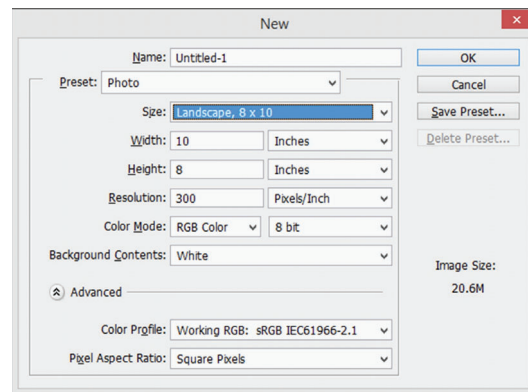 New
Name: Untitled-1
OK
Preset: Photo
Cancel
Size: Landscape, 8 x 10
Save Preset...
Width: 10 Inches
Delete Preset...
Height: 8 Inches
Resolution: 300 Pixels/Inch
Color Mode: RGB Color 8 bit
Background Contents: White
Image Size:
20.6M
Advanced
Color Profile: Working RGB: sRGB IEC61966-2.1
Pixel Aspect Ratio: Square Pixels